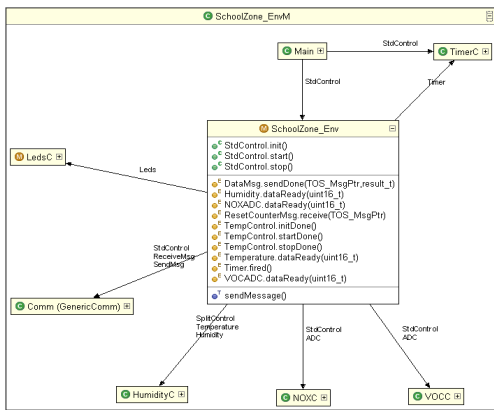 SchoolZone_EnvM
Main
StdControl
TimerC
StdControl
Timer
SchoolZone_Env
StdControl.init()
StdControl.start()
StdControl.stop()
LedsC
Leds
DataMsg.sendDone(TOS_MsgPtr,result_t)
Humidity.dataReady(uint16_t)
NOXADC.dataReady(uint16_t)
ResetCounterMsg.receive(TOS_MsgPtr)
TempControl.initDone()
TempControl.startDone()
TempControl.stopDone()
Temperature.dataReady(uint16_t)
Timer.fired()
VOCADC.dataReady(uint16_t)
sendMessage()
StdControl
ReceiveMsg
SendMsg
Comm (GenericComm)
SplitControl
Temperature
Humidity
StdControl
ADC
StdControl
ADC
HumidityC
NOXC
VOCC